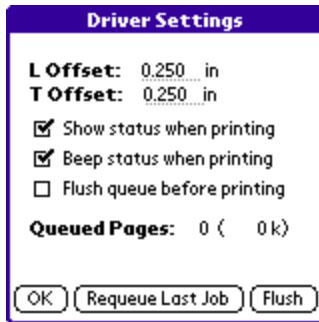 Driver Settings
L Offset: 0.250 in
T Offset: 0.250 in
Show status when printing
Beep status when printing
Flush queue before printing
Queued Pages: 0 ( 0k)
OK Requeue Last Job Flush